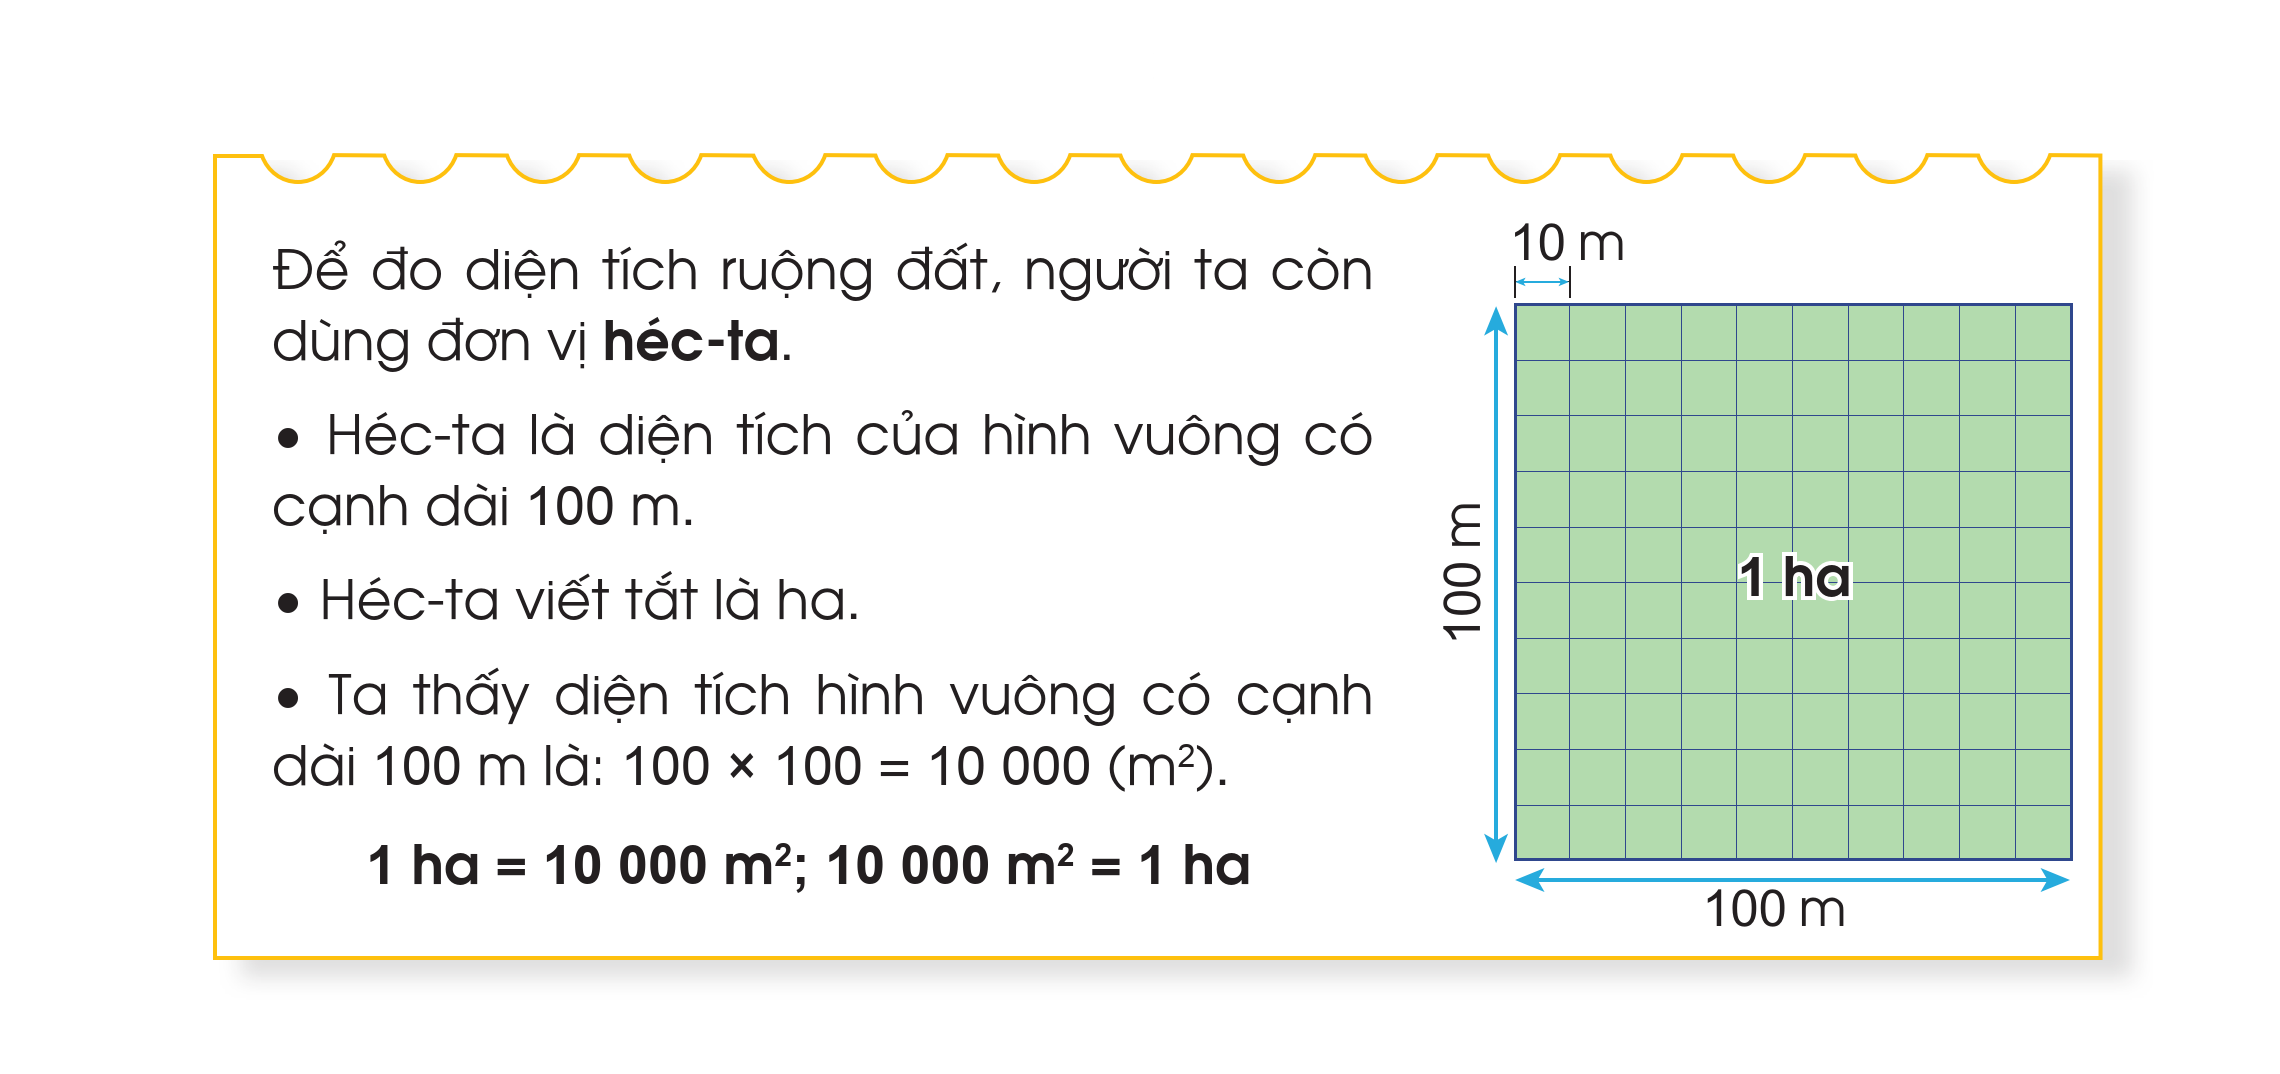 Để đo diện tích ruộng đất, người ta còn
dùng đơn vị héc-ta.
• Héc-ta là diện tích của hình vuông có
cạnh dài 100 m.
• Héc-ta viết tắt là ha.
• Ta thấy diện tích hình vuông có cạnh
dài 100 m là: 100 × 100 = 10 000 (m²).
1 ha = 10 000 m²; 10 000 m² = 1 ha
10 m
100 m
1 ha
100 m